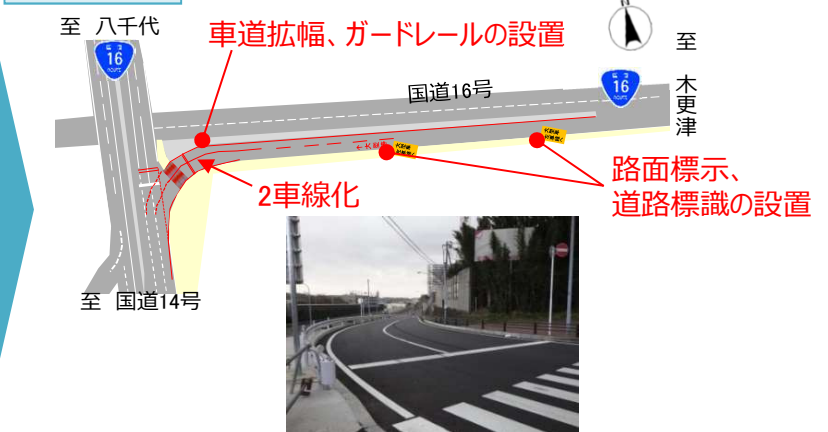 至 八千代
車道拡幅、ガードレールの設置
至 木更津
16
ROUTE
16
ROUTE
国道16号
路面標示、
道路標識の設置
2車線化
至 国道14号